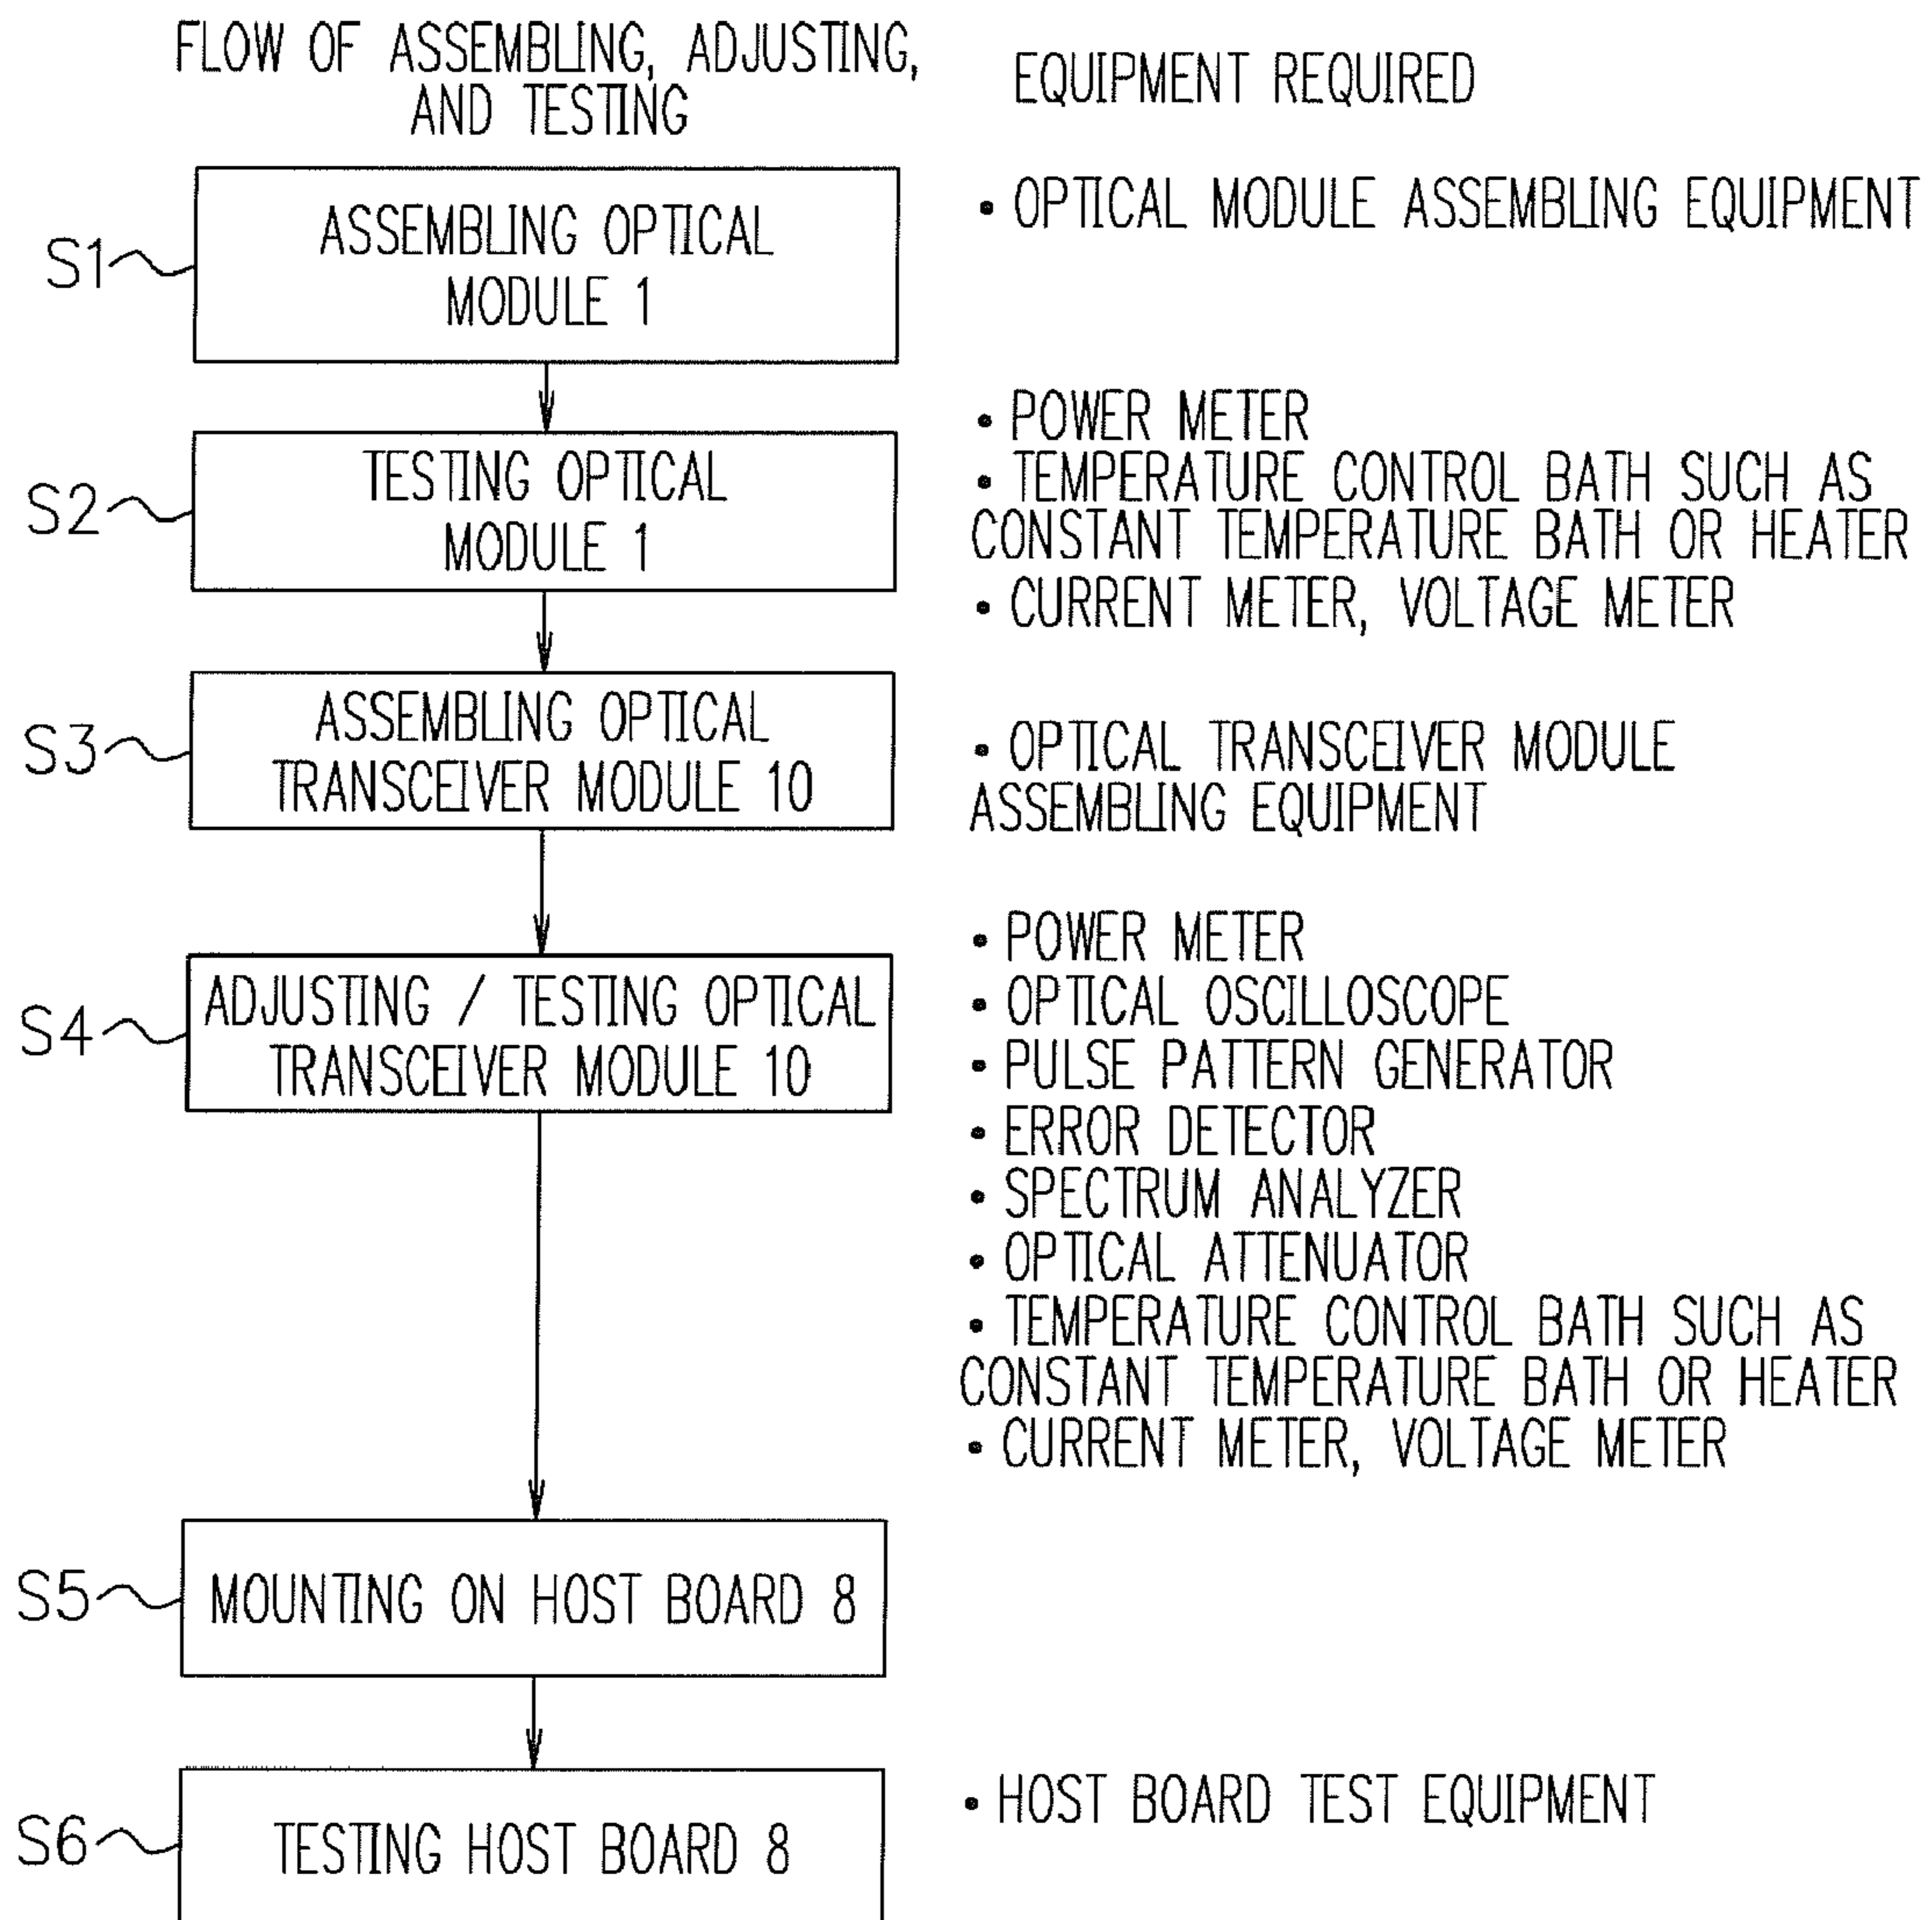 FLOW OF ASSEMBLING, ADJUSTING,
AND TESTING
EQUIPMENT REQUIRED
S1
ASSEMBLING OPTICAL
MODULE 1
• OPTICAL MODULE ASSEMBLING EQUIPMENT
S2
TESTING OPTICAL
MODULE 1
• POWER METER
• TEMPERATURE CONTROL BATH SUCH AS
CONSTANT TEMPERATURE BATH OR HEATER
• CURRENT METER, VOLTAGE METER
S3
ASSEMBLING OPTICAL
TRANSCEIVER MODULE 10
• OPTICAL TRANSCEIVER MODULE
ASSEMBLING EQUIPMENT
S4
ADJUSTING / TESTING OPTICAL
TRANSCEIVER MODULE 10
• POWER METER
• OPTICAL OSCILLOSCOPE
• PULSE PATTERN GENERATOR
• ERROR DETECTOR
• SPECTRUM ANALYZER
• OPTICAL ATTENUATOR
• TEMPERATURE CONTROL BATH SUCH AS
CONSTANT TEMPERATURE BATH OR HEATER
• CURRENT METER, VOLTAGE METER
S5
MOUNTING ON HOST BOARD 8
S6
TESTING HOST BOARD 8
• HOST BOARD TEST EQUIPMENT